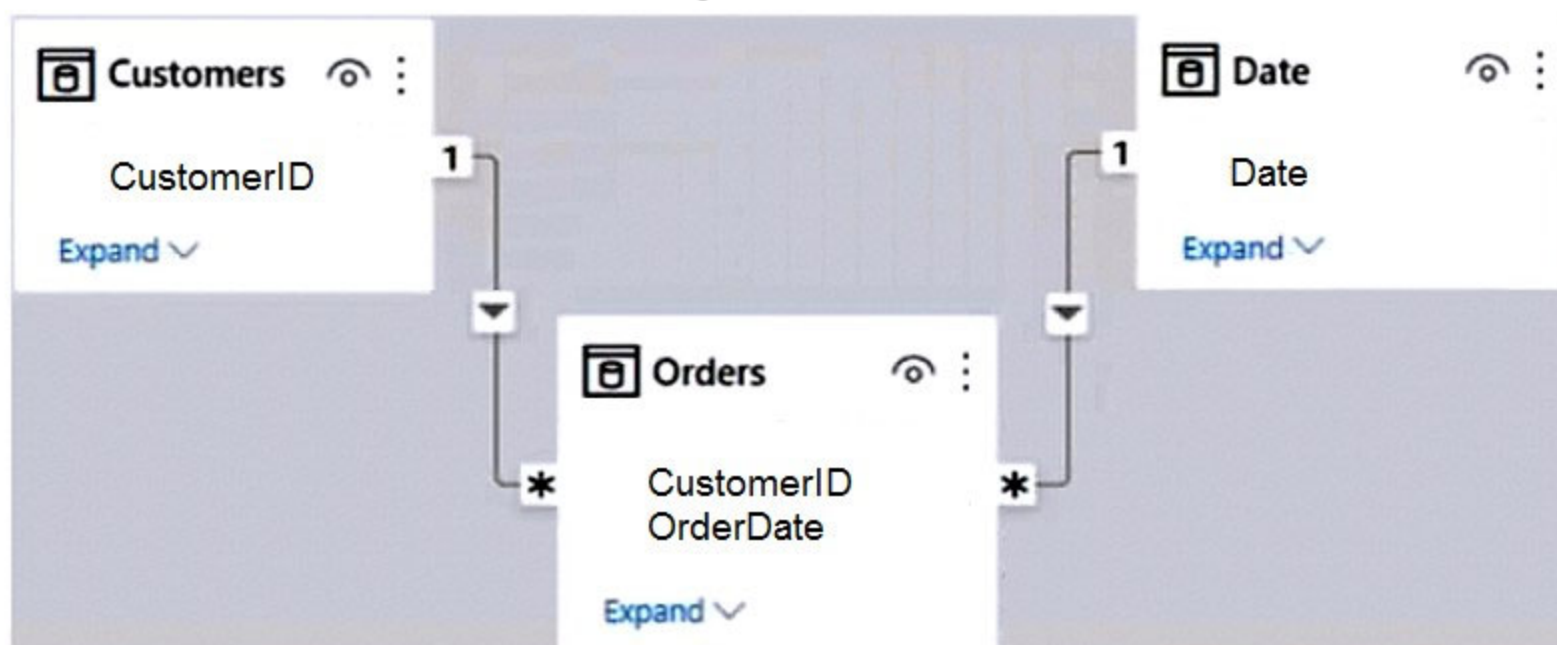 Customers
CustomerID
Expand
1
Date
Date
Expand
1
Orders
CustomerID
OrderDate
Expand
*
*